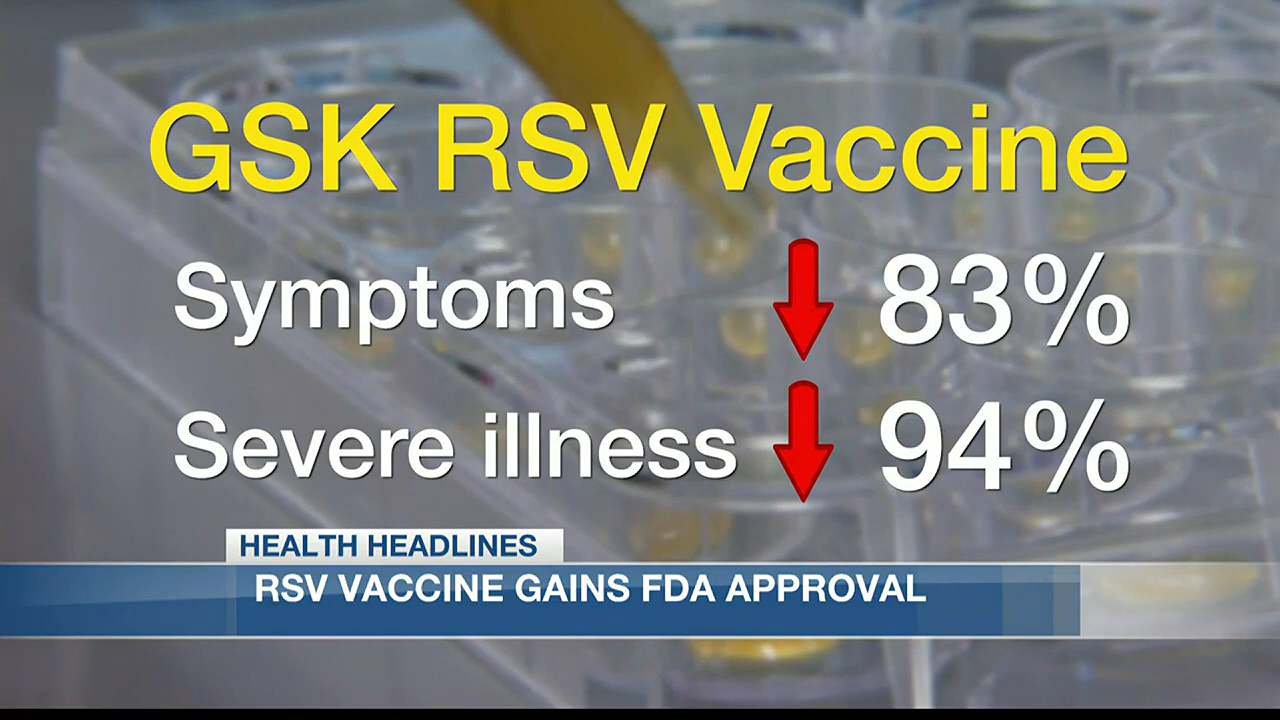 GSK RSV Vaccine
Symptoms 83%
Severe illness 94%
HEALTH HEADLINES
RSV VACCINE GAINS FDA APPROVAL